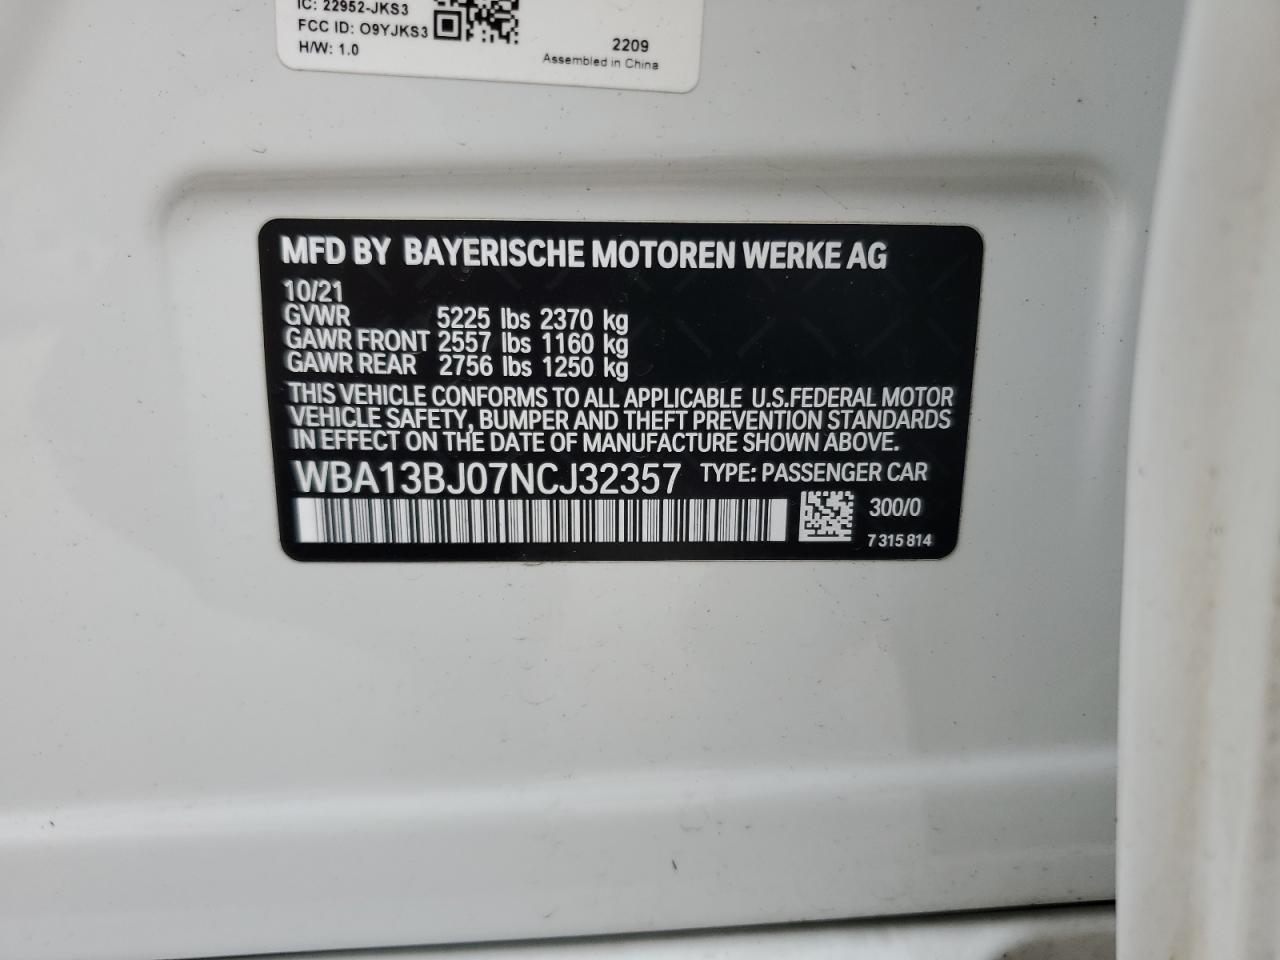 IC: 22952-JKS3
FCC ID: O9YJKS3
H/W: 1.0
2209
Assembled in China
MFD BY BAYERISCHE MOTOREN WERKE AG
10/21
GVWR 5225 lbs 2370 kg
GAWR FRONT 2557 lbs 1160 kg
GAWR REAR 2756 lbs 1250 kg
THIS VEHICLE CONFORMS TO ALL APPLICABLE U.S.FEDERAL MOTOR
VEHICLE SAFETY, BUMPER AND THEFT PREVENTION STANDARDS
IN EFFECT ON THE DATE OF MANUFACTURE SHOWN ABOVE.
WBA13BJ07NCJ32357 TYPE: PASSENGER CAR
300/0
7 315 814